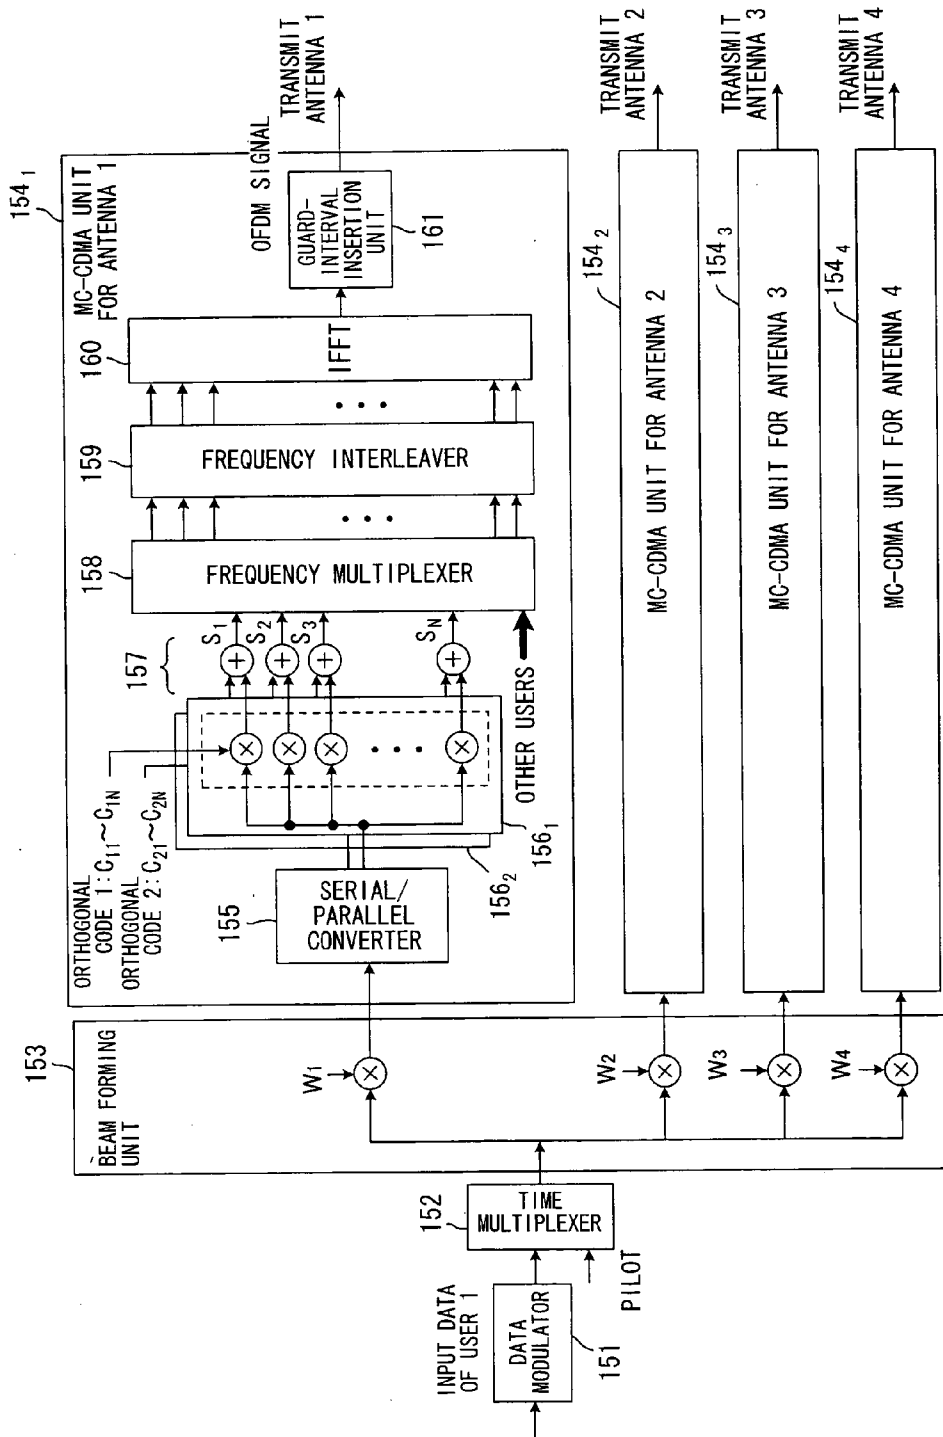 INPUT DATA
OF USER 1
DATA
MODULATOR
151
PILOT
152
TIME
MULTIPLEXER
153
BEAM FORMING
UNIT
W1
W2
W3
W4
154₁
MC-CDMA UNIT
FOR ANTENNA 1
ORTHOGONAL
CODE 1:C₁₁~C₁N
ORTHOGONAL
CODE 2:C₂₁~C₂N
155
SERIAL/
PARALLEL
CONVERTER
156₂
156₁
157
S₁
S₂
S₃
SN
OTHER USERS
158
FREQUENCY MULTIPLEXER
159
FREQUENCY INTERLEAVER
160
IFFT
OFDM SIGNAL
GUARD-
INTERVAL
INSERTION
UNIT
161
TRANSMIT
ANTENNA 1
154₂
MC-CDMA UNIT FOR ANTENNA 2
TRANSMIT
ANTENNA 2
154₃
MC-CDMA UNIT FOR ANTENNA 3
TRANSMIT
ANTENNA 3
154₄
MC-CDMA UNIT FOR ANTENNA 4
TRANSMIT
ANTENNA 4